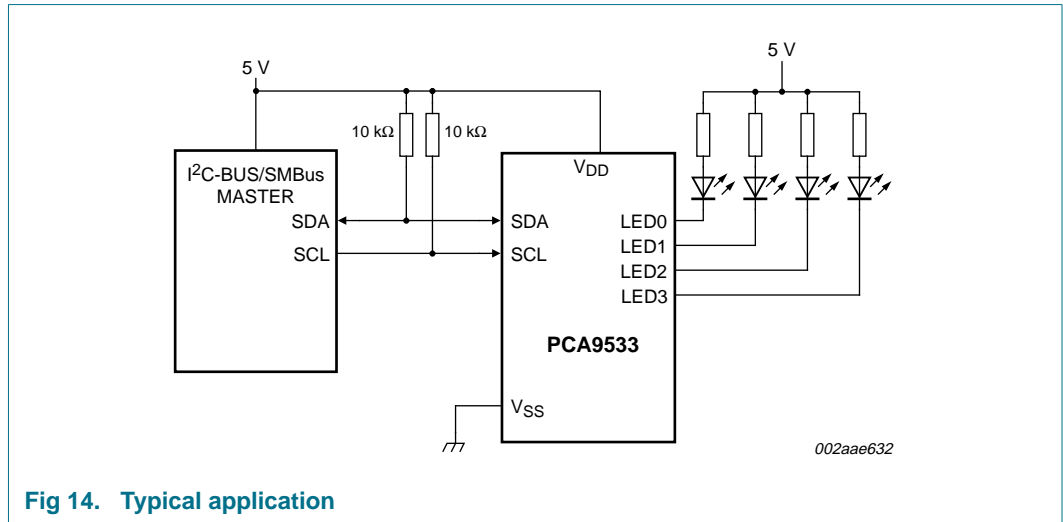 5 V
5 V
10 kΩ
10 kΩ
I²C-BUS/SMBus
MASTER
SDA
SCL
VDD
SDA
SCL
LED0
LED1
LED2
LED3
PCA9533
VSS
002aae632
Fig 14. Typical application